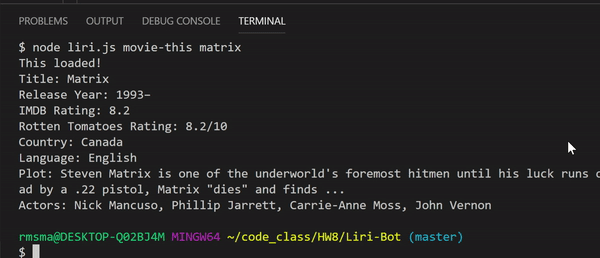 PROBLEMS OUTPUT DEBUG CONSOLE TERMINAL
$ node liri.js movie-this matrix
This loaded!
Title: Matrix
Release Year: 1993–
IMDB Rating: 8.2
Rotten Tomatoes Rating: 8.2/10
Country: Canada
Language: English
Plot: Steven Matrix is one of the underworld's foremost hitmen until his luck runs
ad by a .22 pistol, Matrix "dies" and finds ...
Actors: Nick Mancuso, Phillip Jarrett, Carrie-Anne Moss, John Vernon
rmsma@DESKTOP-Q02BJ4M MINGW64 ~/code_class/HW8/Liri-Bot (master)
$